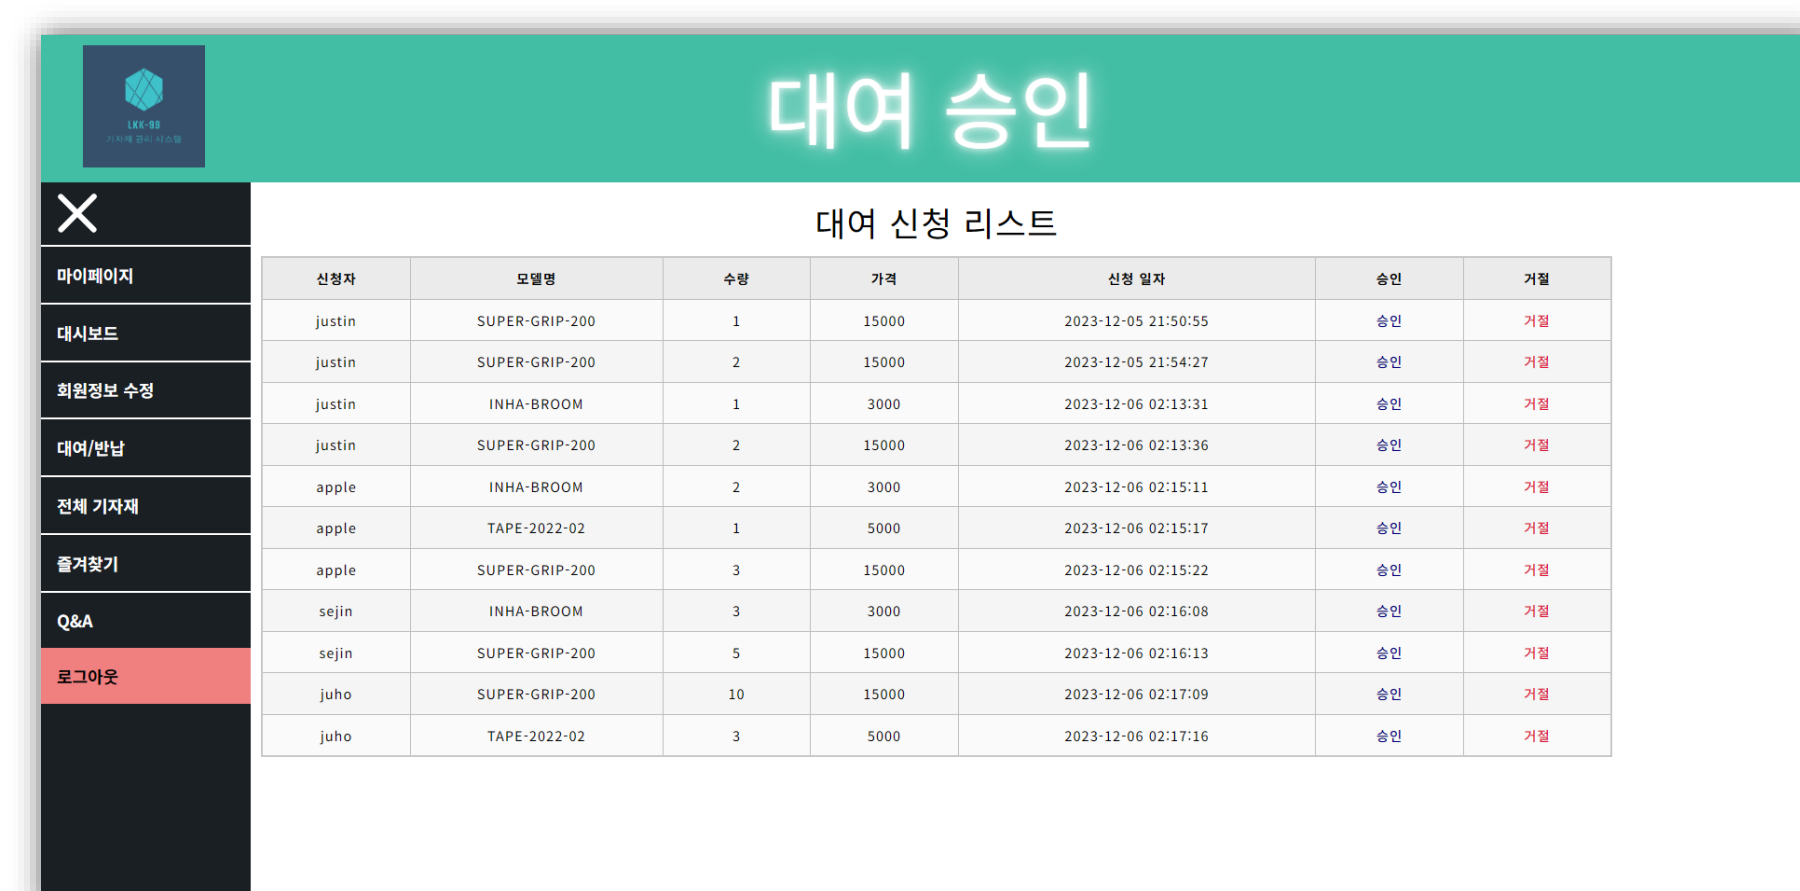 LKK-99
기자재 관리 시스템
대여 승인
마이페이지
대시보드
회원정보 수정
대여/반납
전체 기자재
즐겨찾기
Q&A
로그아웃
대여 신청 리스트
신청자 모델명 수량 가격 신청 일자 승인 거절
justin SUPER-GRIP-200 1 15000 2023-12-05 21:50:55 승인 거절
justin SUPER-GRIP-200 2 15000 2023-12-05 21:54:27 승인 거절
justin INHA-BROOM 1 3000 2023-12-06 02:13:31 승인 거절
justin SUPER-GRIP-200 2 15000 2023-12-06 02:13:36 승인 거절
apple INHA-BROOM 2 3000 2023-12-06 02:15:11 승인 거절
apple TAPE-2022-02 1 5000 2023-12-06 02:15:17 승인 거절
apple SUPER-GRIP-200 3 15000 2023-12-06 02:15:22 승인 거절
sejin INHA-BROOM 3 3000 2023-12-06 02:16:08 승인 거절
sejin SUPER-GRIP-200 5 15000 2023-12-06 02:16:13 승인 거절
juho SUPER-GRIP-200 10 15000 2023-12-06 02:17:09 승인 거절
juho TAPE-2022-02 3 5000 2023-12-06 02:17:16 승인 거절